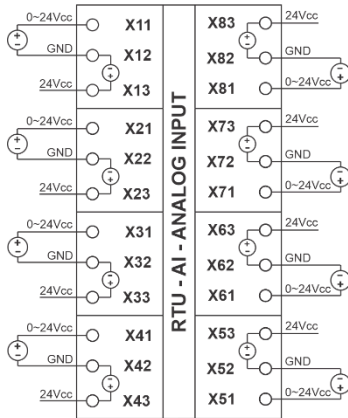 0~24Vcc X11
GND X12
24Vcc X13
0~24Vcc X21
GND X22
24Vcc X23
0~24Vcc X31
GND X32
24Vcc X33
0~24Vcc X41
GND X42
24Vcc X43
RTU - AI - ANALOG INPUT
X83 24Vcc
X82 GND
X81 0~24Vcc
X73 24Vcc
X72 GND
X71 0~24Vcc
X63 24Vcc
X62 GND
X61 0~24Vcc
X53 24Vcc
X52 GND
X51 0~24Vcc